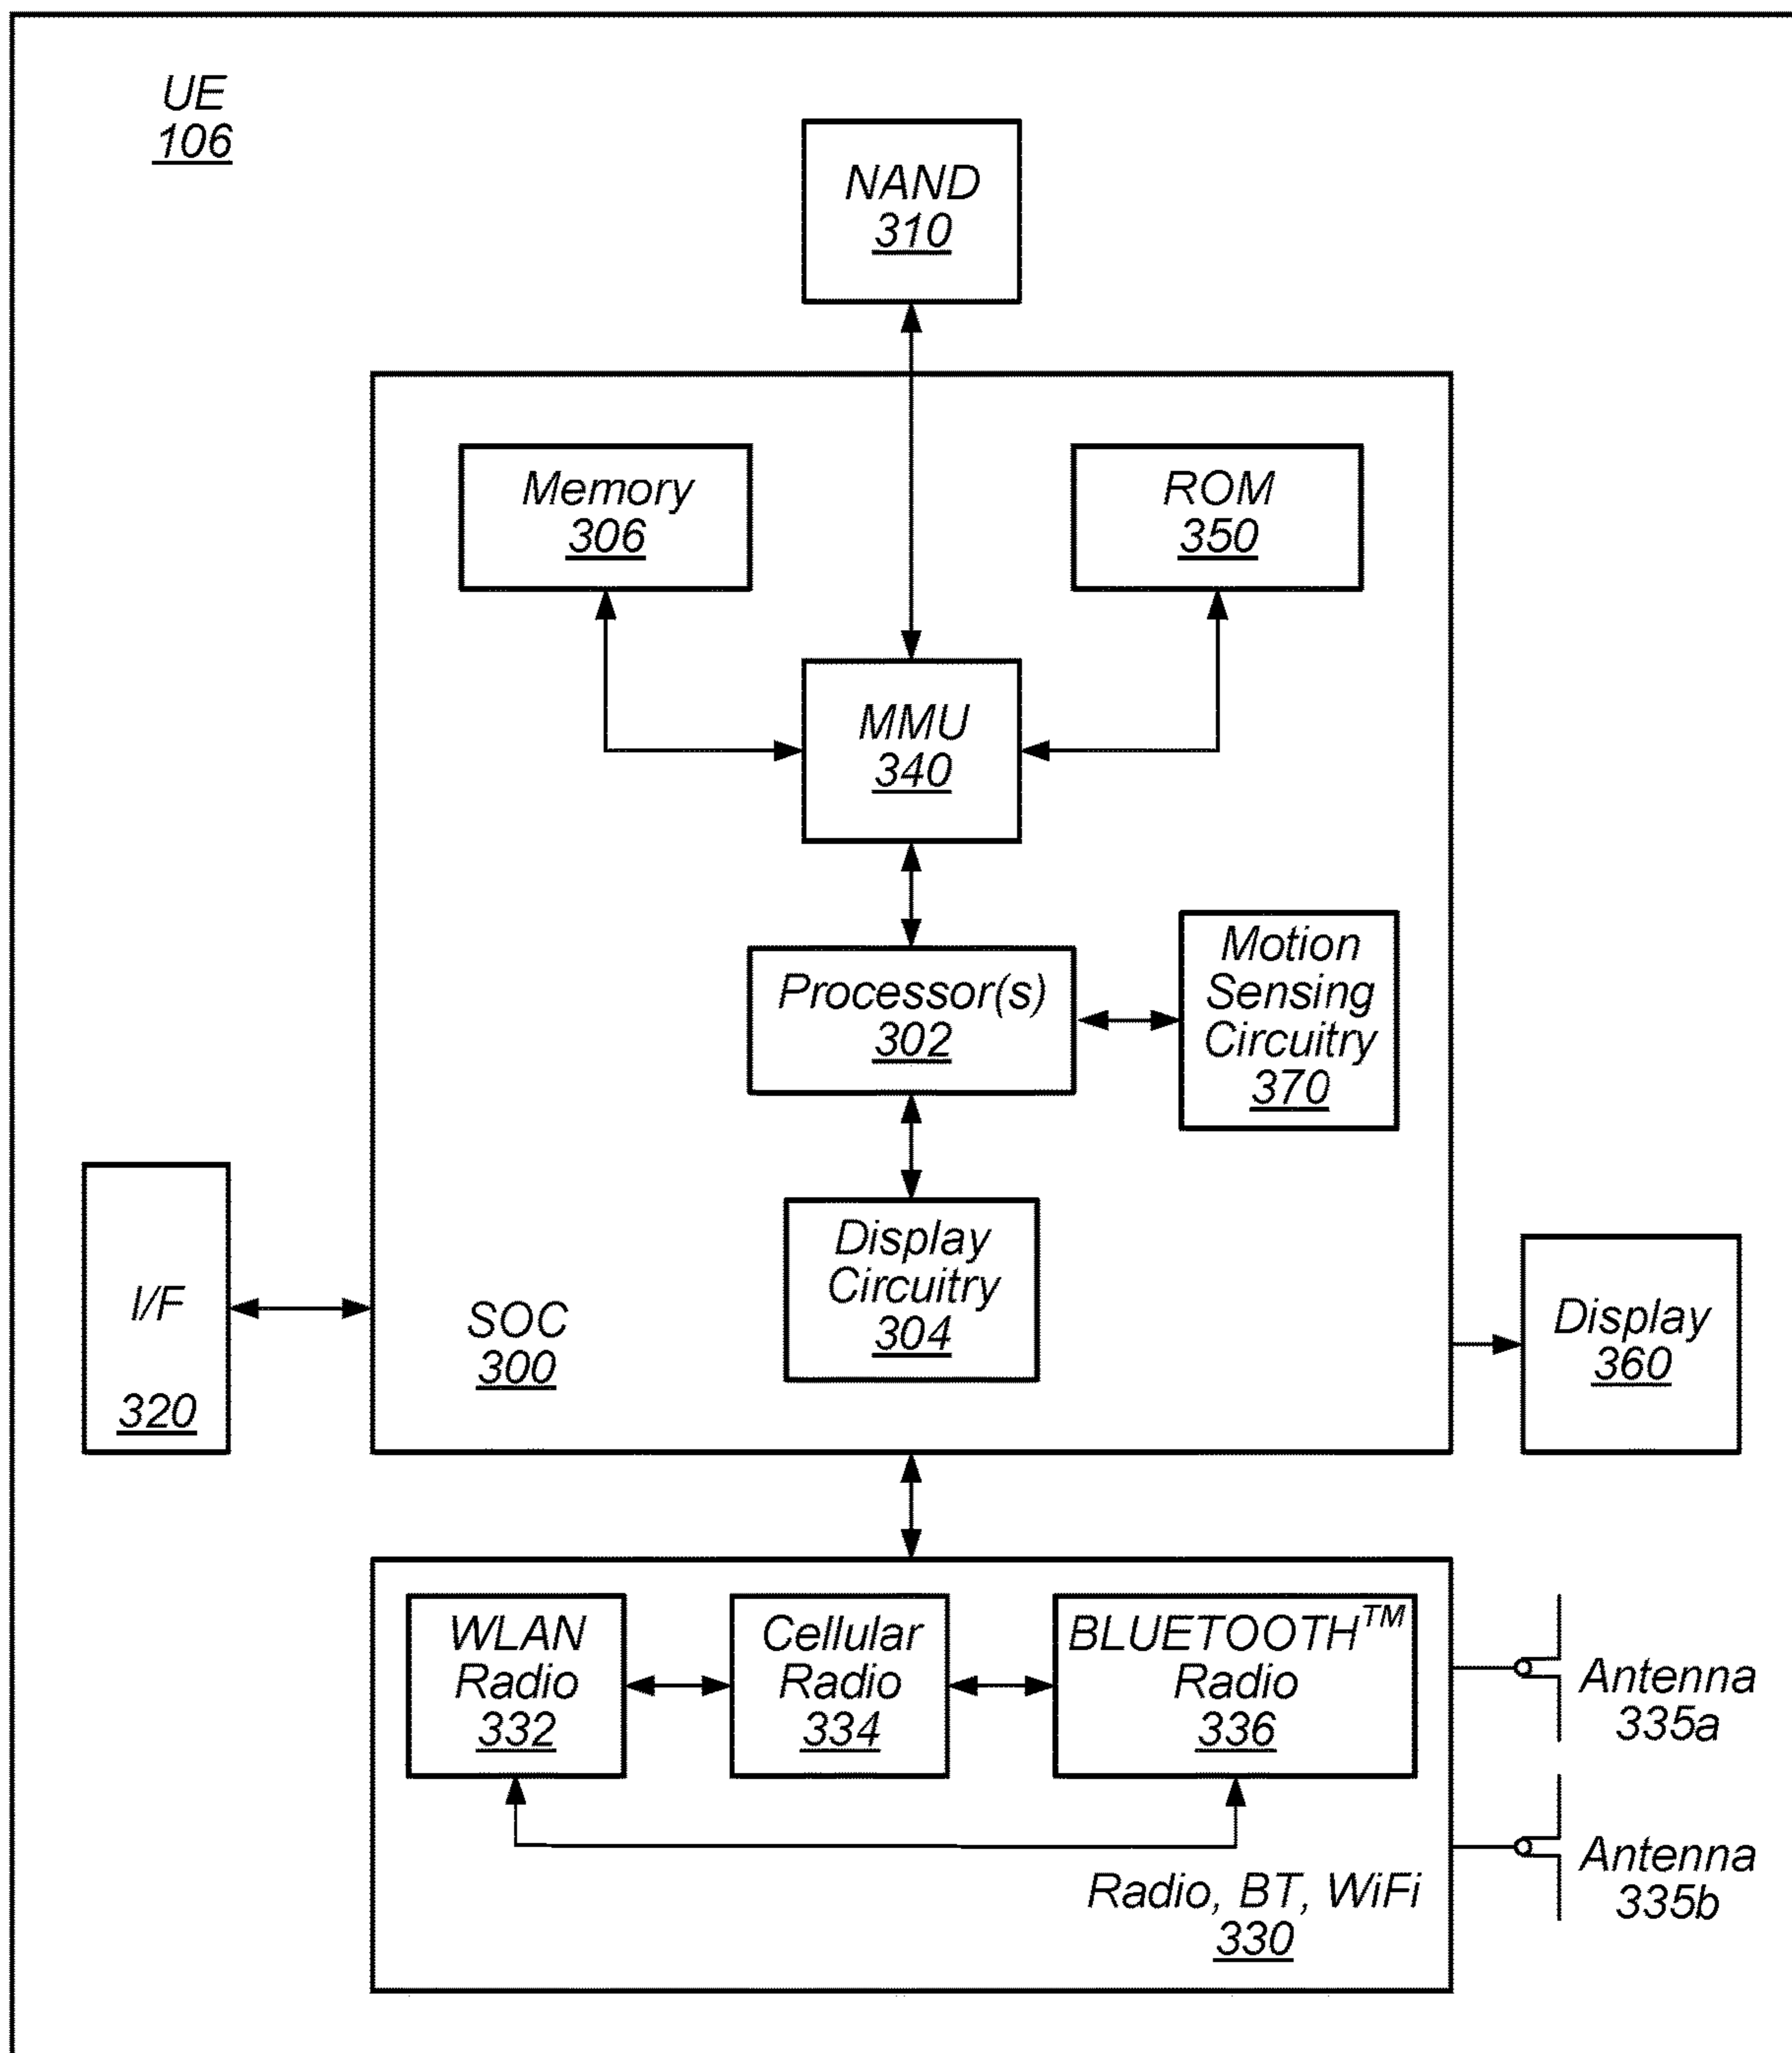 UE
106
NAND
310
Memory
306
ROM
350
MMU
340
Processor(s)
302
Motion
Sensing
Circuitry
370
Display
Circuitry
304
I/F
320
SOC
300
Display
360
WLAN
Radio
332
Cellular
Radio
334
BLUETOOTH™
Radio
336
Antenna
335a
Radio, BT, WiFi
330
Antenna
335b